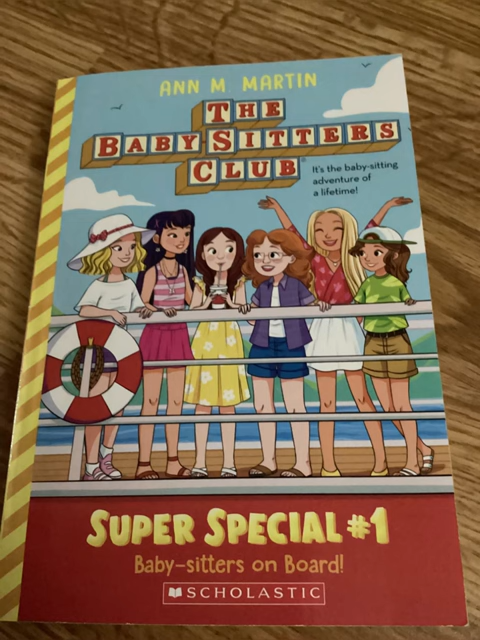 ANN M. MARTIN
THE
BABY SITTERS
CLUB®
It's the baby-sitting
adventure of
a lifetime!
SUPER SPECIAL #1
Baby-sitters on Board!
SCHOLASTIC